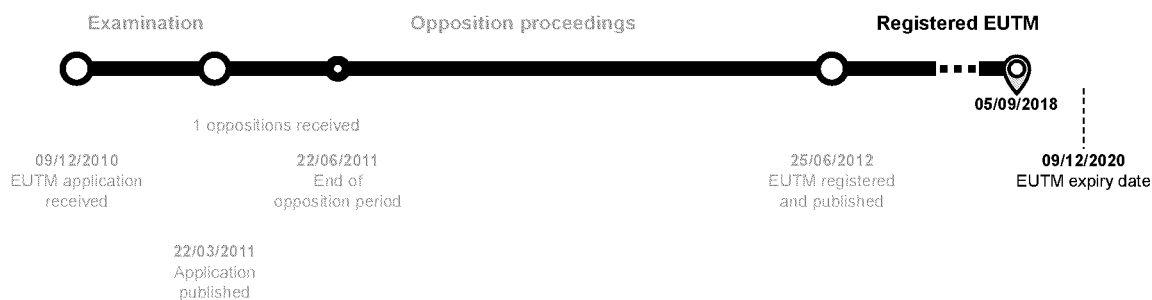 Examination
Opposition proceedings
Registered EUTM
05/09/2018
1 oppositions received
09/12/2010
EUTM application
received
22/06/2011
End of
opposition period
25/06/2012
EUTM registered
and published
09/12/2020
EUTM expiry date
22/03/2011
Application
published